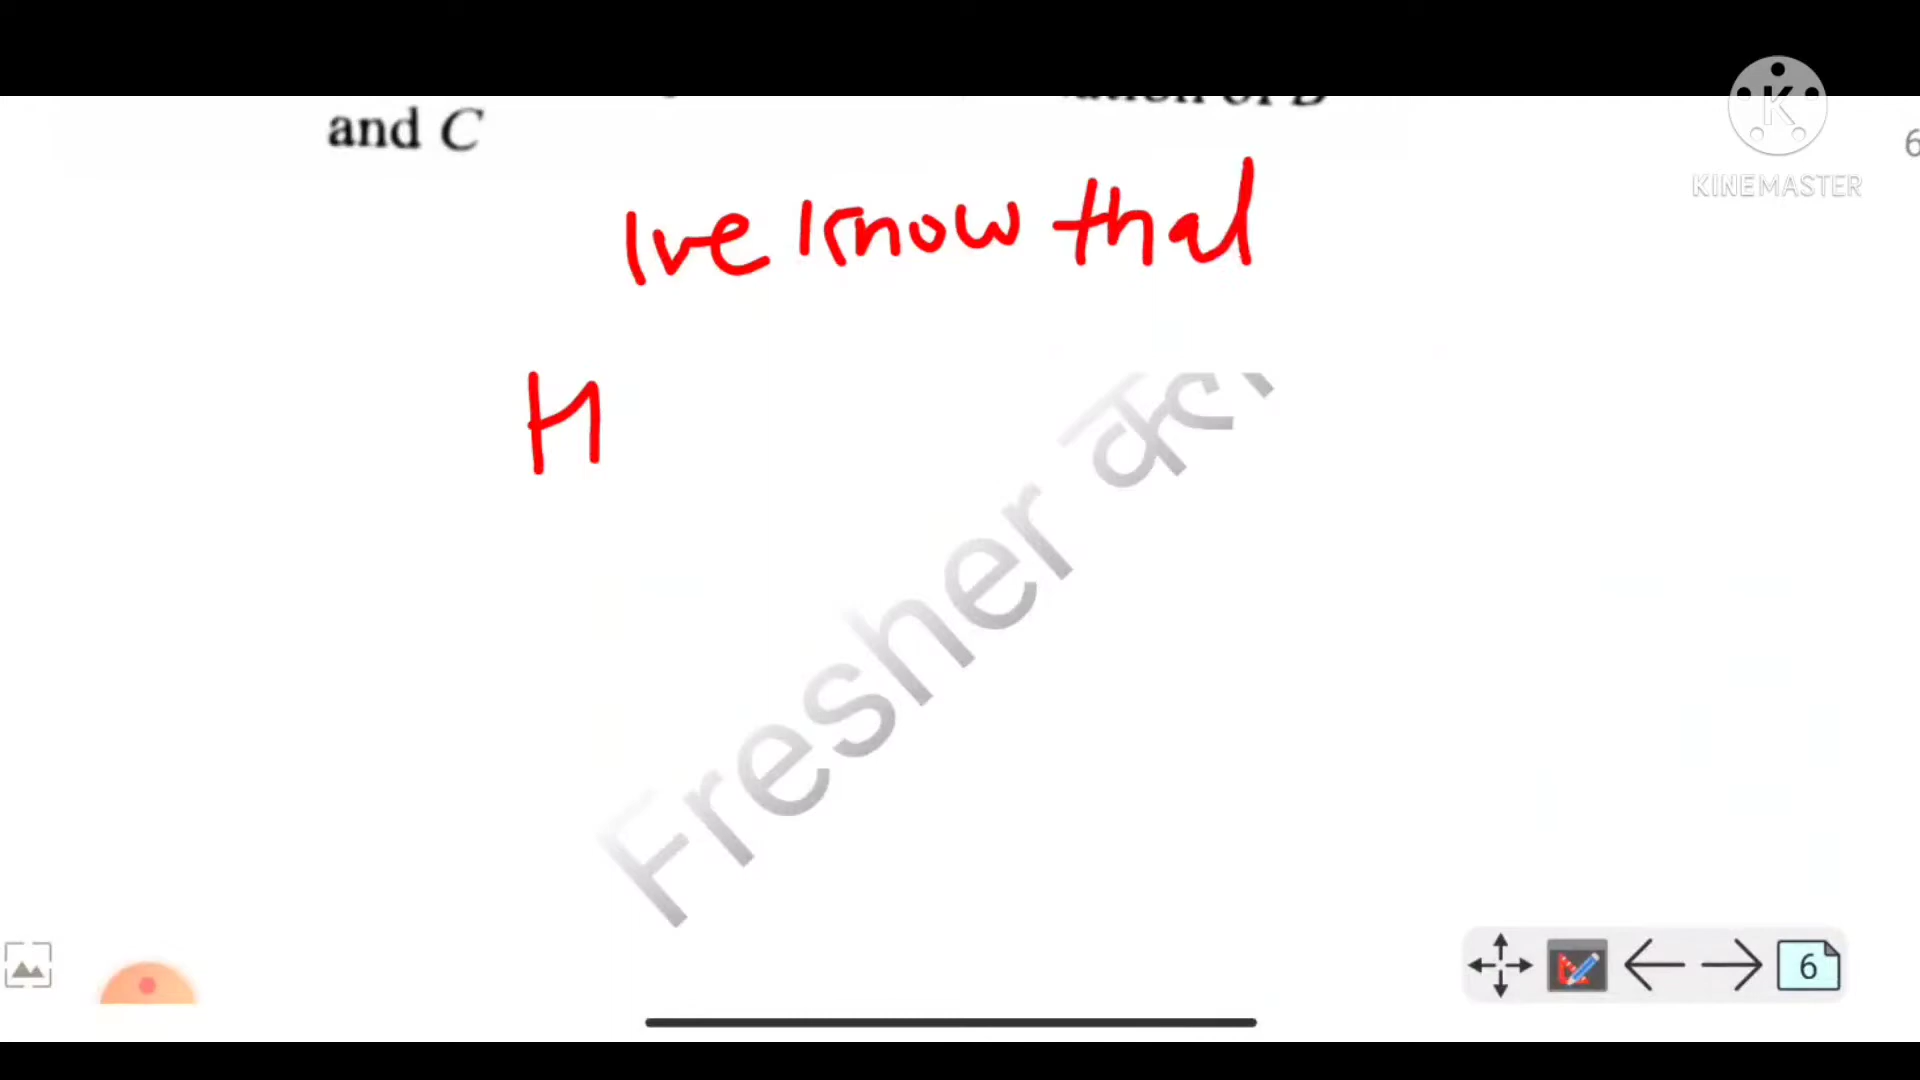 and C
KINEMASTER
We know that
H
Fresher
6